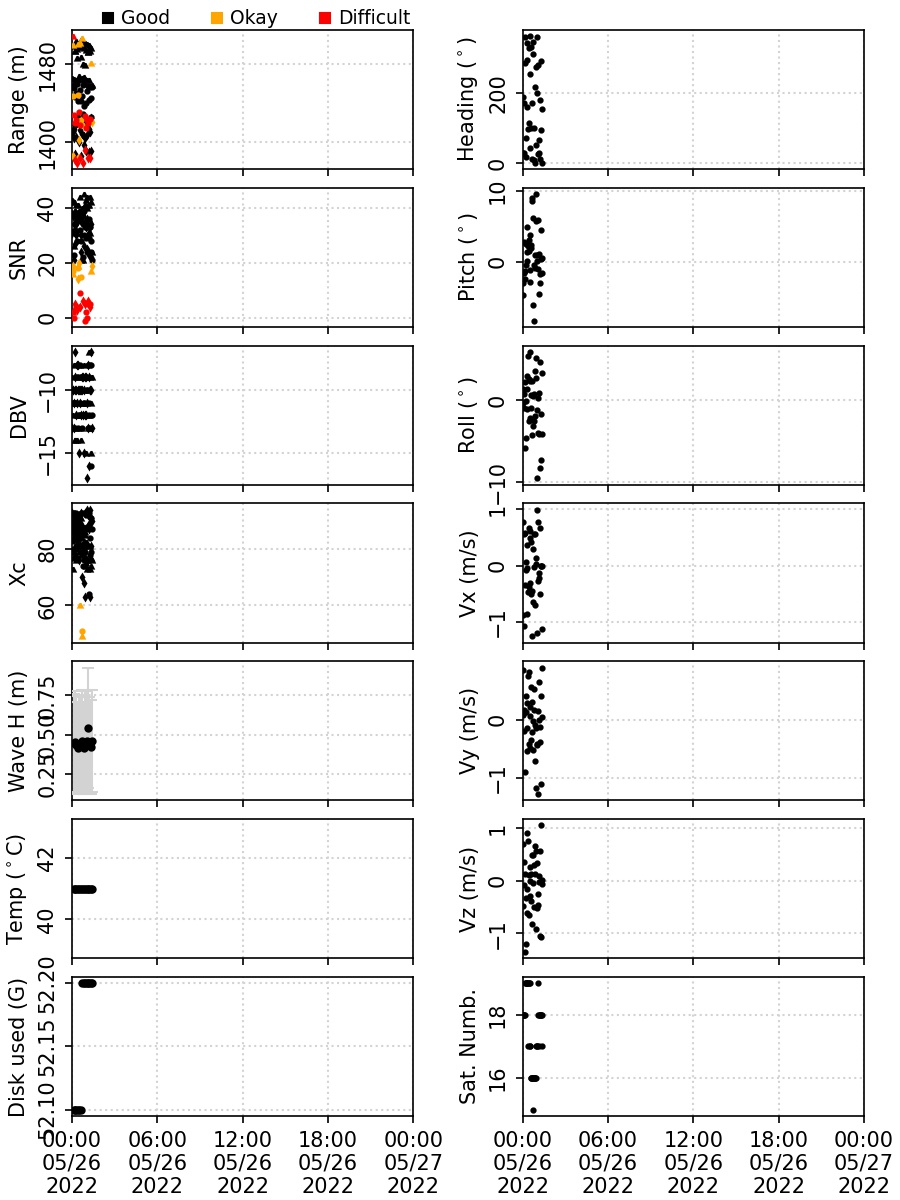 Good Okay Difficult
Range (m)
1480
1400
Heading (°)
200
0
SNR
40
20
0
Pitch (°)
10
0
DBV
−10
−15
Roll (°)
0
−10
Xc
80
60
Vx (m/s)
1
0
−1
Wave H (m)
0.75
0.50
0.25
Vy (m/s)
0
−1
Temp (°C)
42
40
Vz (m/s)
1
0
−1
Disk used (G)
52.20
52.15
52.10
Sat. Numb.
18
16
00:00 06:00 12:00 18:00 00:00
05/26 05/26 05/26 05/26 05/27
2022 2022 2022 2022 2022
00:00 06:00 12:00 18:00 00:00
05/26 05/26 05/26 05/26 05/27
2022 2022 2022 2022 2022